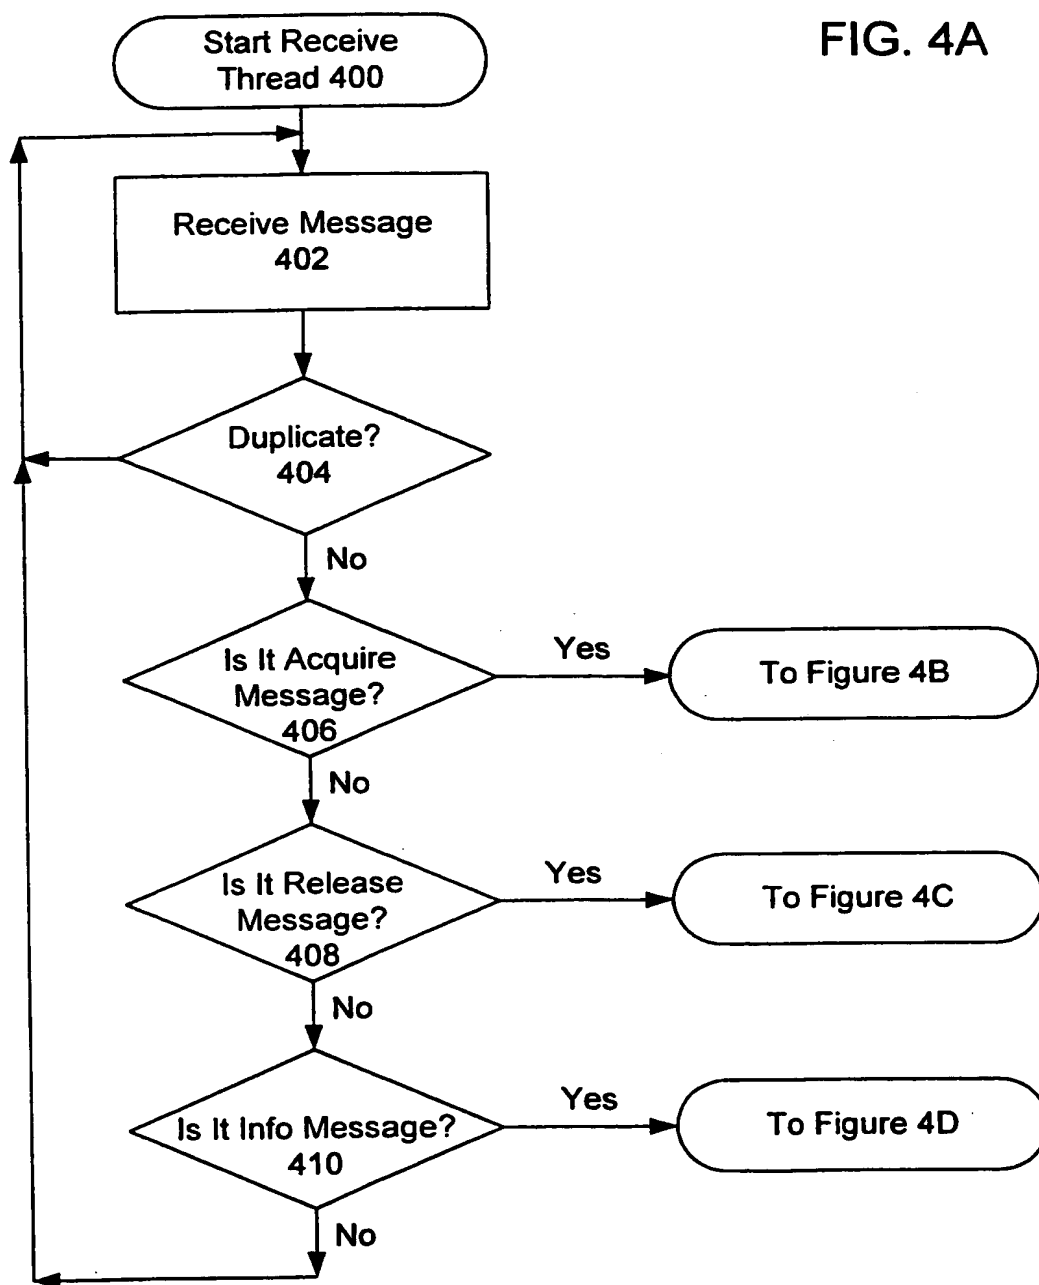 FIG. 4A
Start Receive
Thread 400
Receive Message
402
Duplicate?
404
No
Is It Acquire
Message?
406
Yes
To Figure 4B
No
Is It Release
Message?
408
Yes
To Figure 4C
No
Is It Info Message?
410
Yes
To Figure 4D
No